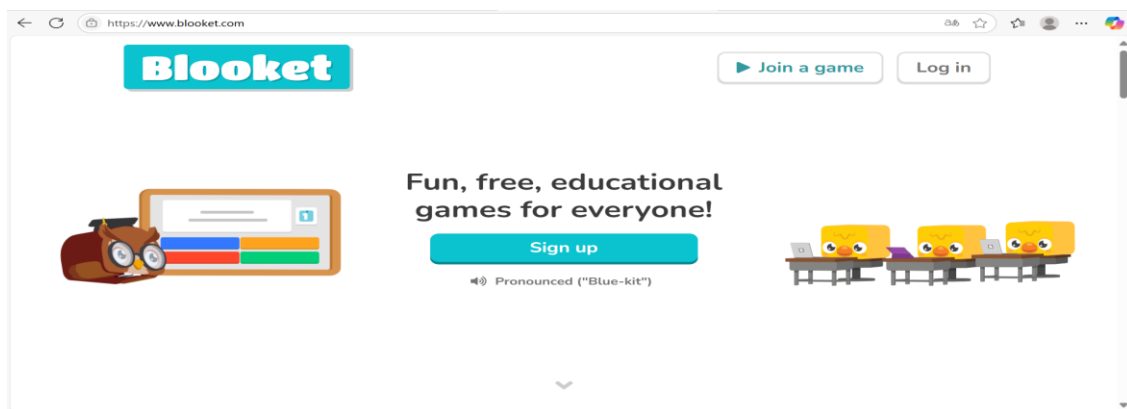 https://www.blooket.com
Blooket
Join a game
Log in
Fun, free, educational
games for everyone!
Sign up
Pronounced ("Blue-kit")